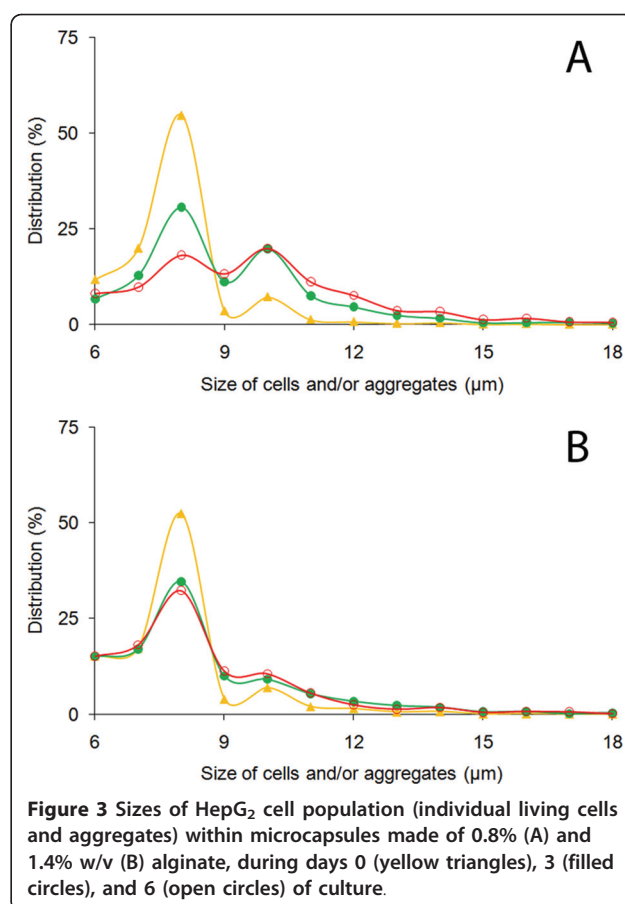 A
75
50
25
0
Distribution (%)
6 9 12 15 18
Size of cells and/or aggregates (µm)
B
75
50
25
0
Distribution (%)
6 9 12 15 18
Size of cells and/or aggregates (µm)
Figure 3 Sizes of HepG2 cell population (individual living cells
and aggregates) within microcapsules made of 0.8% (A) and
1.4% w/v (B) alginate, during days 0 (yellow triangles), 3 (filled
circles), and 6 (open circles) of culture.